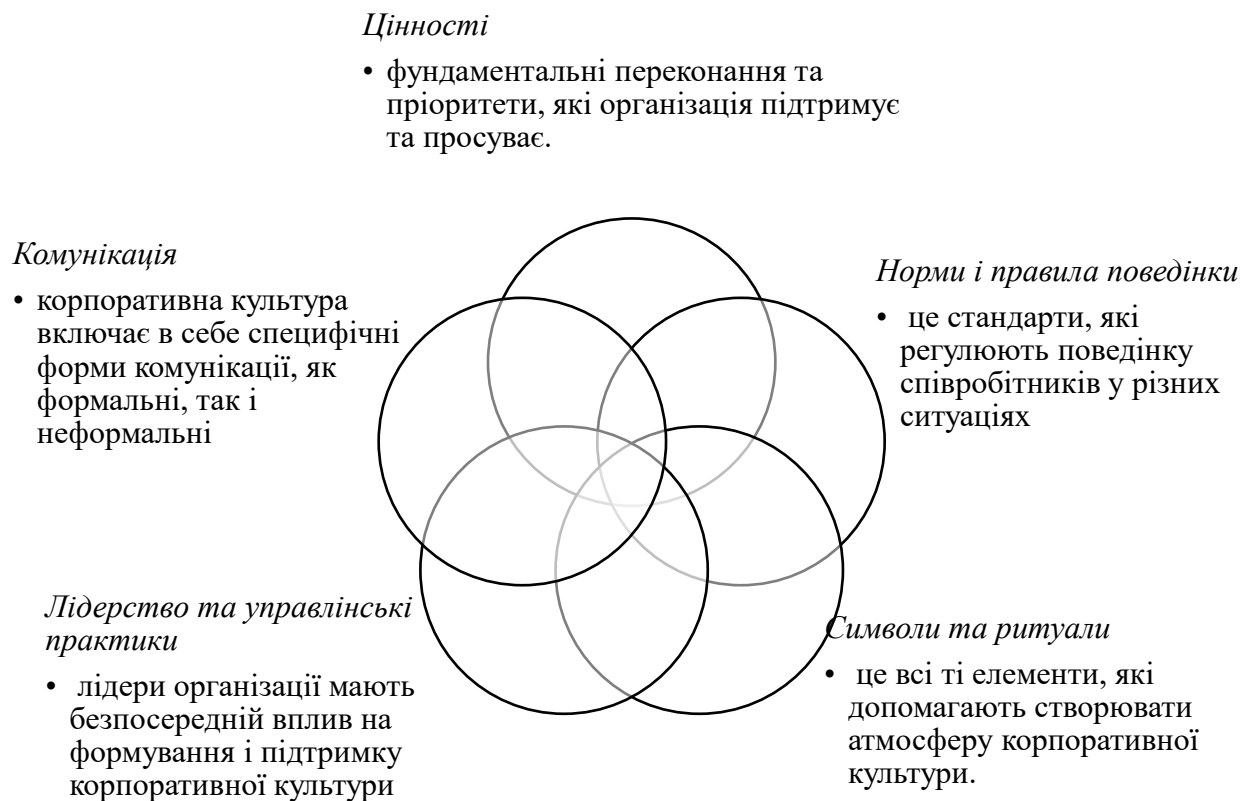 Цінності
• фундаментальні переконання та
пріоритети, які організація підтримує
та просуває.
Норми і правила поведінки
• це стандарти, які
регулюють поведінку
співробітників у різних
ситуаціях
Символи та ритуали
• це всі ті елементи, які
допомагають створювати
атмосферу корпоративної
культури.
Лідерство та управлінські
практики
• лідери організації мають
безпосередній вплив на
формування і підтримку
корпоративної культури
Комунікація
• корпоративна культура
включає в себе специфічні
форми комунікації, як
формальні, так і
неформальні